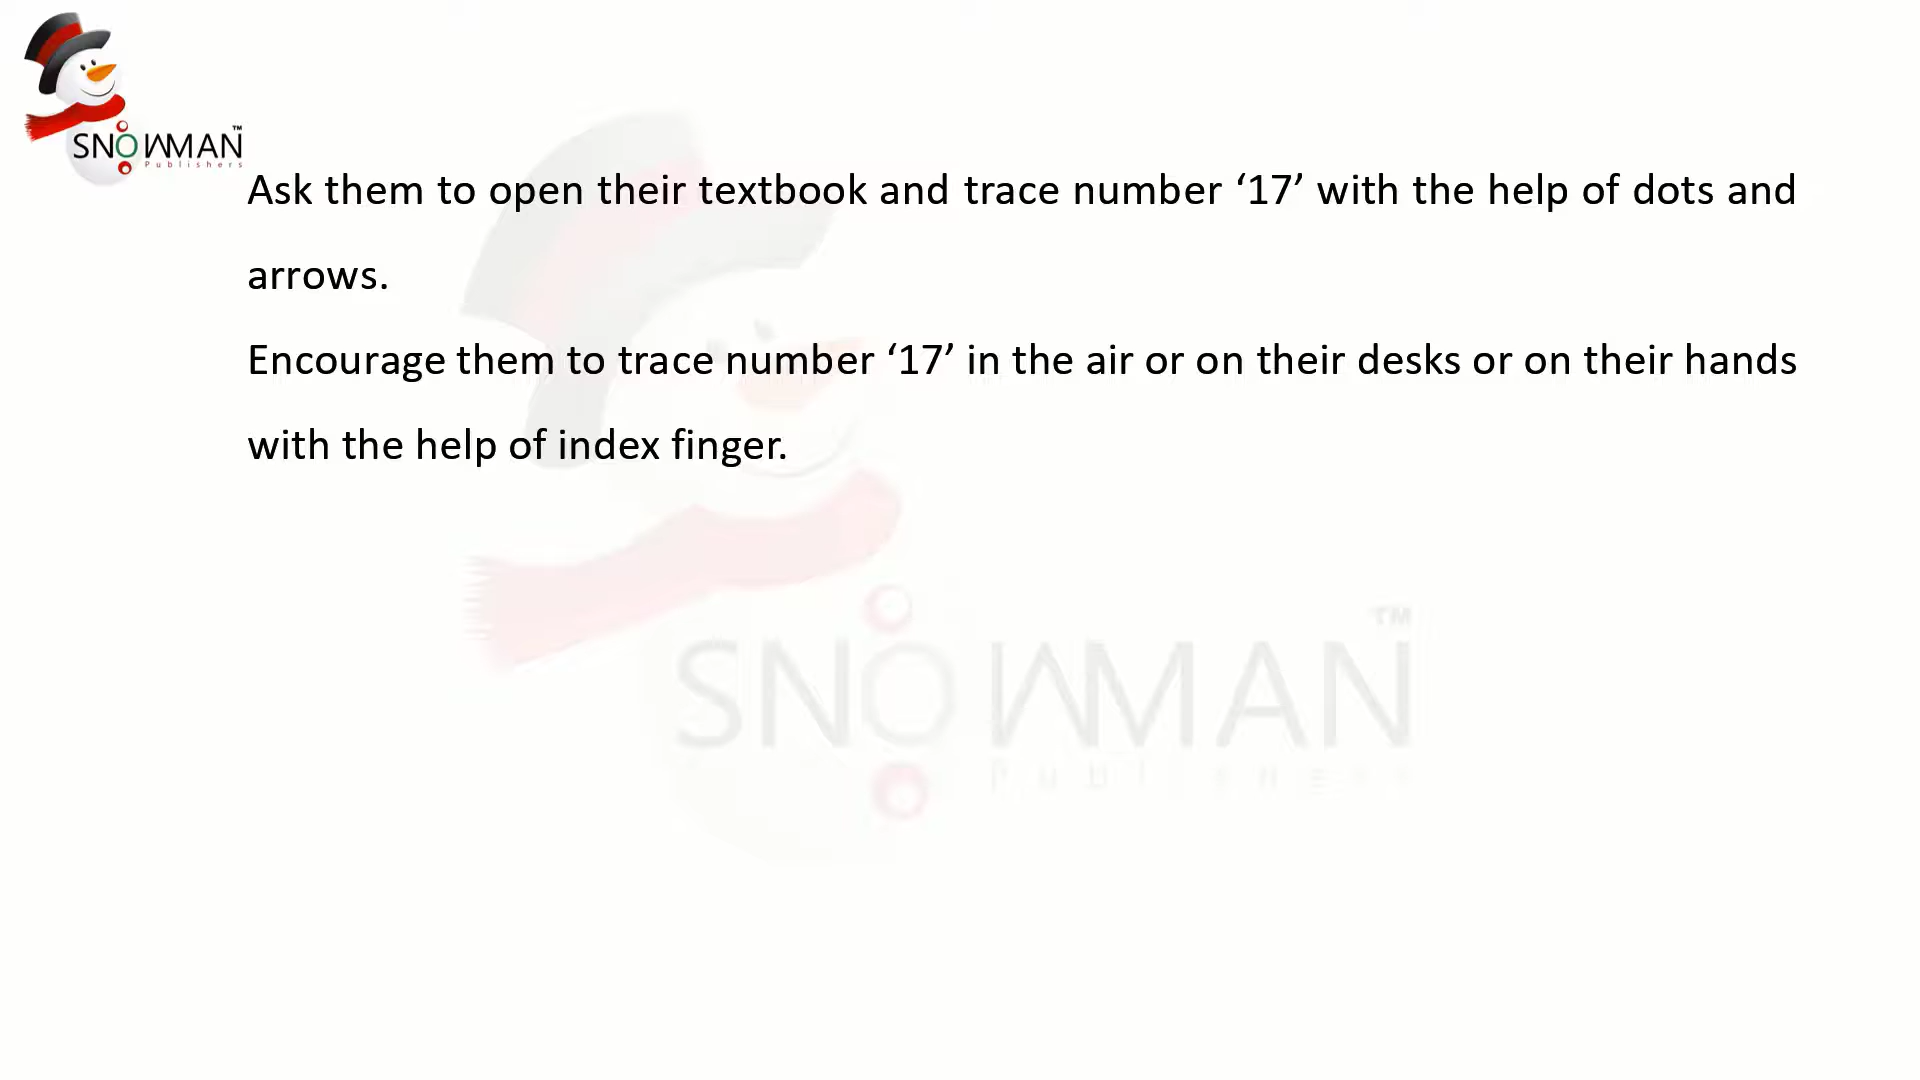 SNOWMAN™
Publishers
Ask them to open their textbook and trace number ‘17’ with the help of dots and
arrows.
Encourage them to trace number ‘17’ in the air or on their desks or on their hands
with the help of index finger.
SNOWMAN™
Publishers